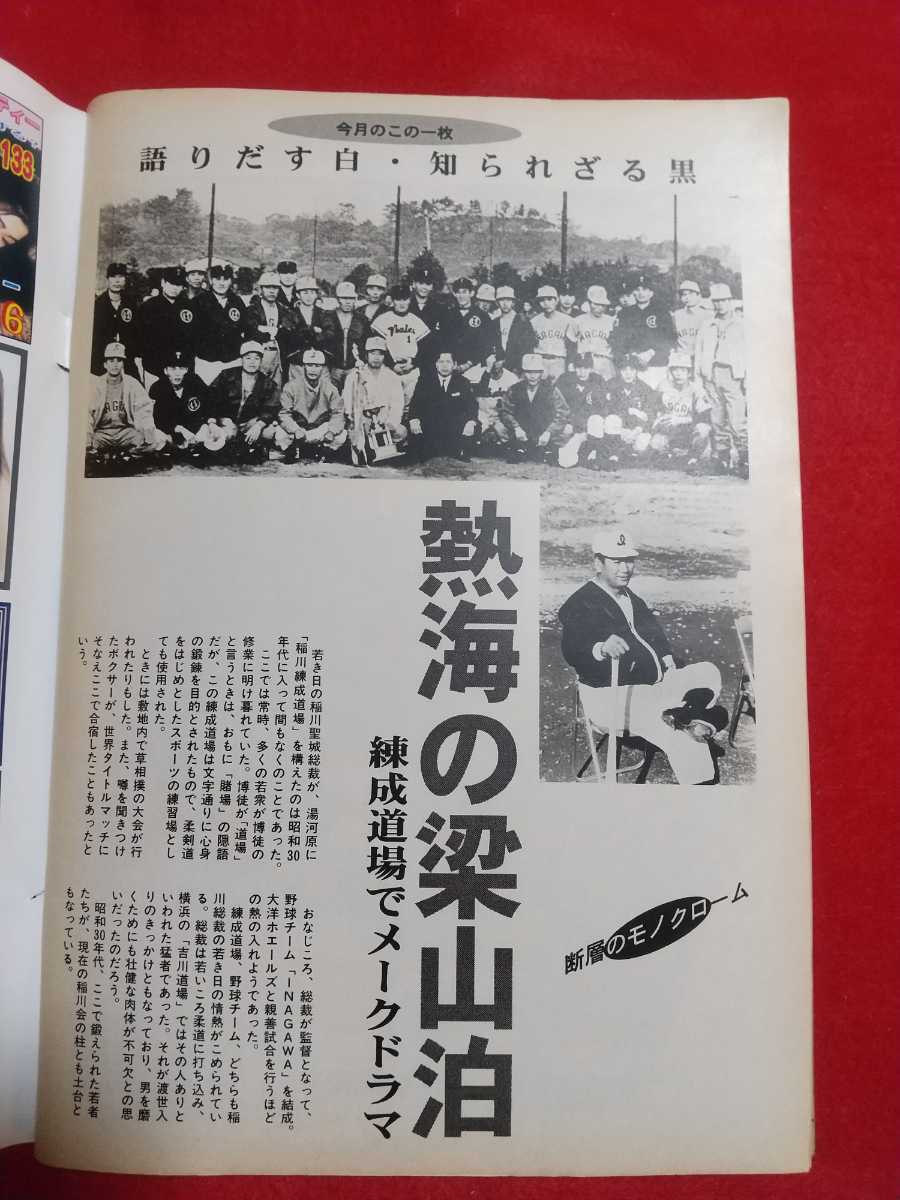 今月のこの一枚
語りだす白・知られざる黒
熱海の梁山泊
練成道場でメークドラマ
断層のモノクローム
若き日の稲川聖城総裁が、湯河原に
「稲川練成道場」を構えたのは昭和30
年代に入って間もなくのことであった。
ここでは常時、多くの若衆が博徒の
修業に明け暮れていた。博徒が「道場」
と言うときは、おもに「賭場」の隠語
だが、この練成道場は文字通りに心身
の鍛錬を目的とされたもので、柔剣道
をはじめとしたスポーツの練習場とし
ても使用された。
ときには敷地内で草相撲の大会が行
われたりもした。また、噂を聞きつけ
たボクサーが、世界タイトルマッチに
そなえここで合宿したこともあったと
いう。
おなじころ、総裁が監督となって、
野球チーム「INAGAWA」を結成。
大洋ホエールズと親善試合を行うほど
の熱の入れようであった。
練成道場、野球チーム、どちらも稲
川総裁の若き日の情熱がこめられてい
る。総裁は若いころ柔道に打ち込み、
横浜の「吉川道場」ではその人ありと
いわれた猛者であった。それが渡世入
りのきっかけともなっており、男を磨
くためにも壮健な肉体が不可欠との思
いだったのだろう。
昭和30年代、ここで鍛えられた若者
たちが、現在の稲川会の柱とも土台と
もなっている。
ティー
133
6
Whales
1